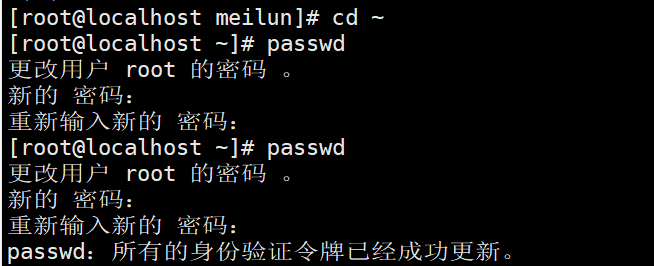 [root@localhost meilun]# cd ~
[root@localhost ~]# passwd
更改用户 root 的密码 。
新的 密码：
重新输入新的 密码：
[root@localhost ~]# passwd
更改用户 root 的密码 。
新的 密码：
重新输入新的 密码：
passwd：所有的身份验证令牌已经成功更新。